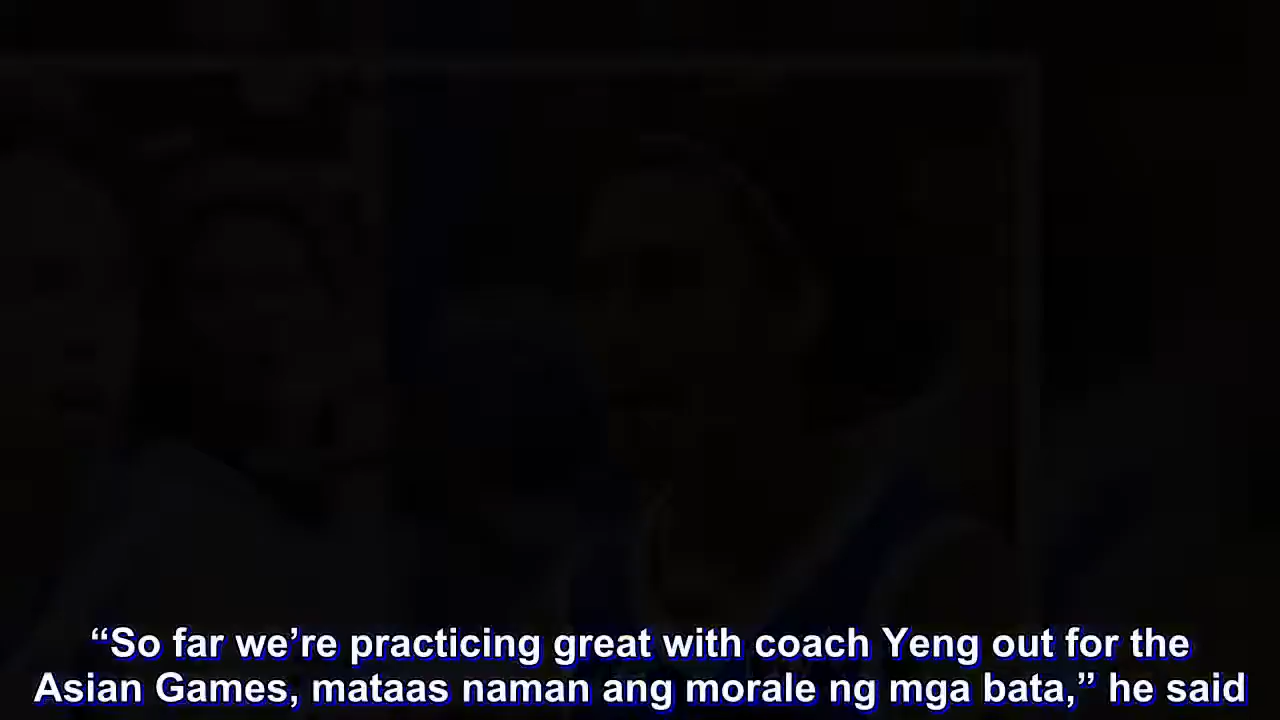 “So far we’re practicing great with coach Yeng out for the
Asian Games, mataas naman ang morale ng mga bata,” he said